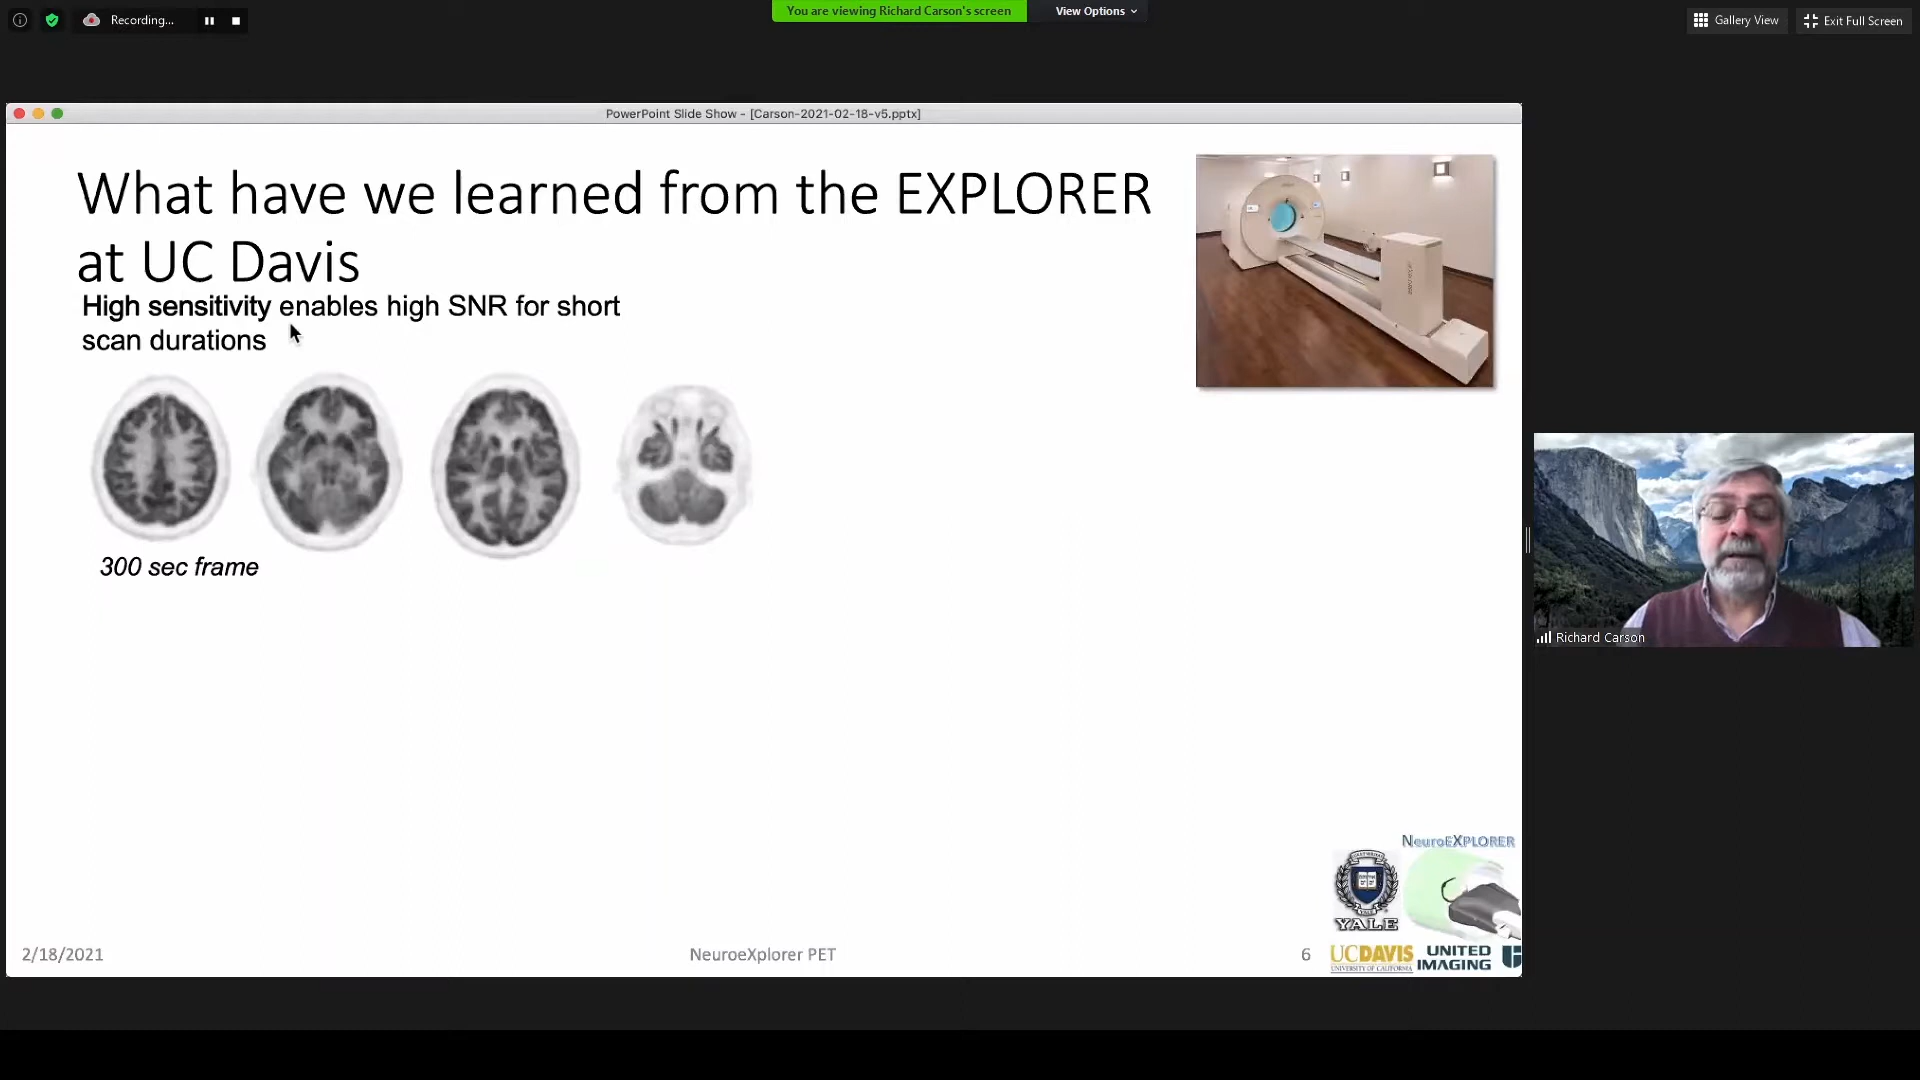 Recording...
You are viewing Richard Carson's screen
View Options
Gallery View
Exit Full Screen
PowerPoint Slide Show - [Carson-2021-02-18-v5.pptx]
What have we learned from the EXPLORER
at UC Davis
High sensitivity enables high SNR for short
scan durations
300 sec frame
Richard Carson
NeuroEXPLORER
YALE
2/18/2021
NeuroeXplorer PET
6
UCDAVIS
UNIVERSITY OF CALIFORNIA
UNITED
IMAGING